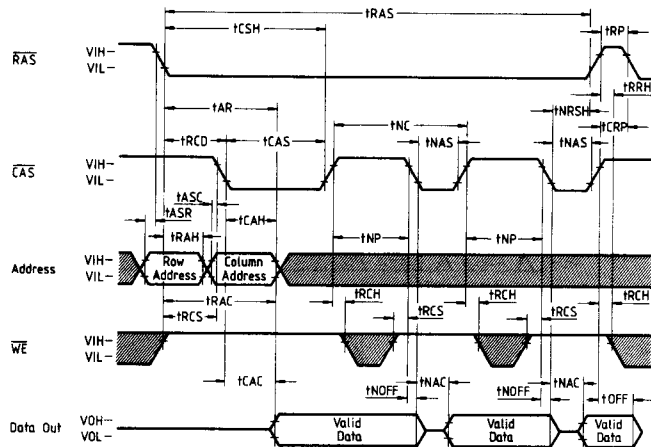 tRAS
tCSH
tRP
RAS
VIH-
VIL-
tRRH
tAR
tNRSH
tRCD
tCAS
tNC
tNAS
tNAS
tCRP
CAS
VIH-
VIL-
tASC
tASR
tCAH
tRAH
tNP
tNP
Address
VIH-
VIL-
Row Address
Column Address
tRAC
tRCH
tRCS
tRCH
tRCS
tRCH
tRCS
WE
VIH-
VIL-
tCAC
tNOFF
tNAC
tNOFF
tNAC
tOFF
Data Out
VOH-
VOL-
Valid Data
Valid Data
Valid Data